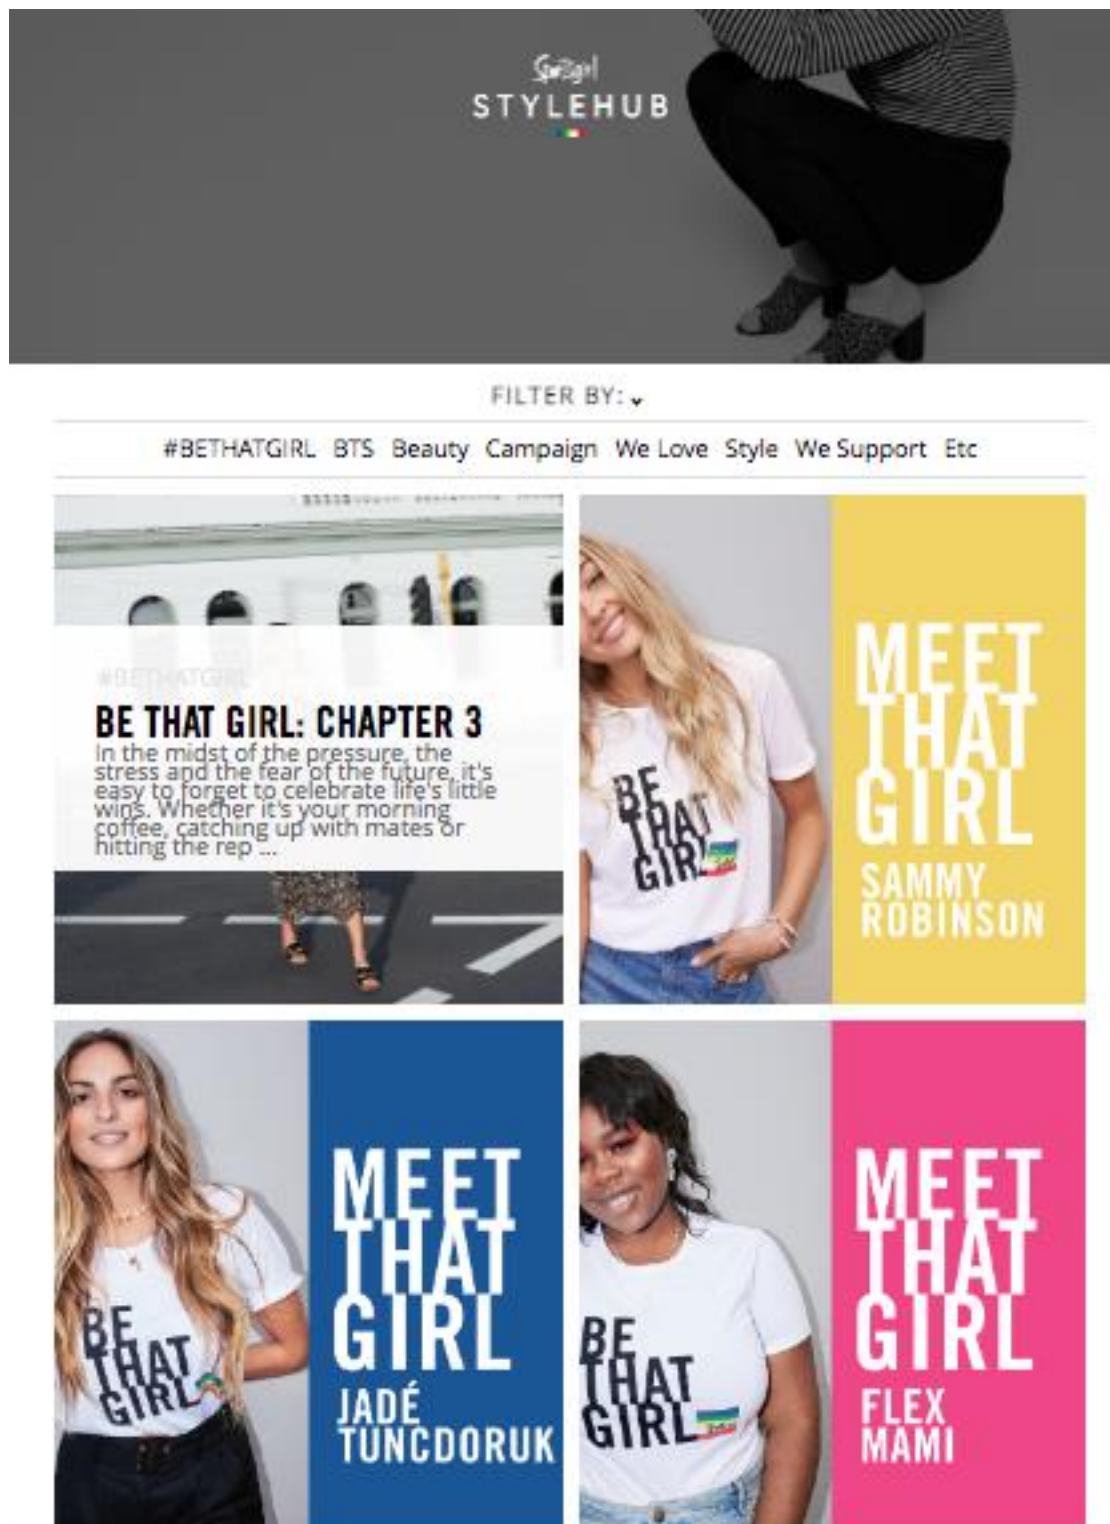 Sportsgirl
STYLEHUB
FILTER BY:
#BETHATGIRL BTS Beauty Campaign We Love Style We Support Etc
#BETHATGIRL
BE THAT GIRL: CHAPTER 3
In the midst of the pressure, the
stress and the fear of the future, it's
easy to forget to celebrate life's little
wins. Whether it's your morning
coffee, catching up with mates or
hitting the rep ...
BE
THAT
GIRL
MEET
THAT
GIRL
SAMMY
ROBINSON
BE
THAT
GIRL
MEET
THAT
GIRL
JADÉ
TUNCDORUK
BE
THAT
GIRL
MEET
THAT
GIRL
FLEX
MAMI